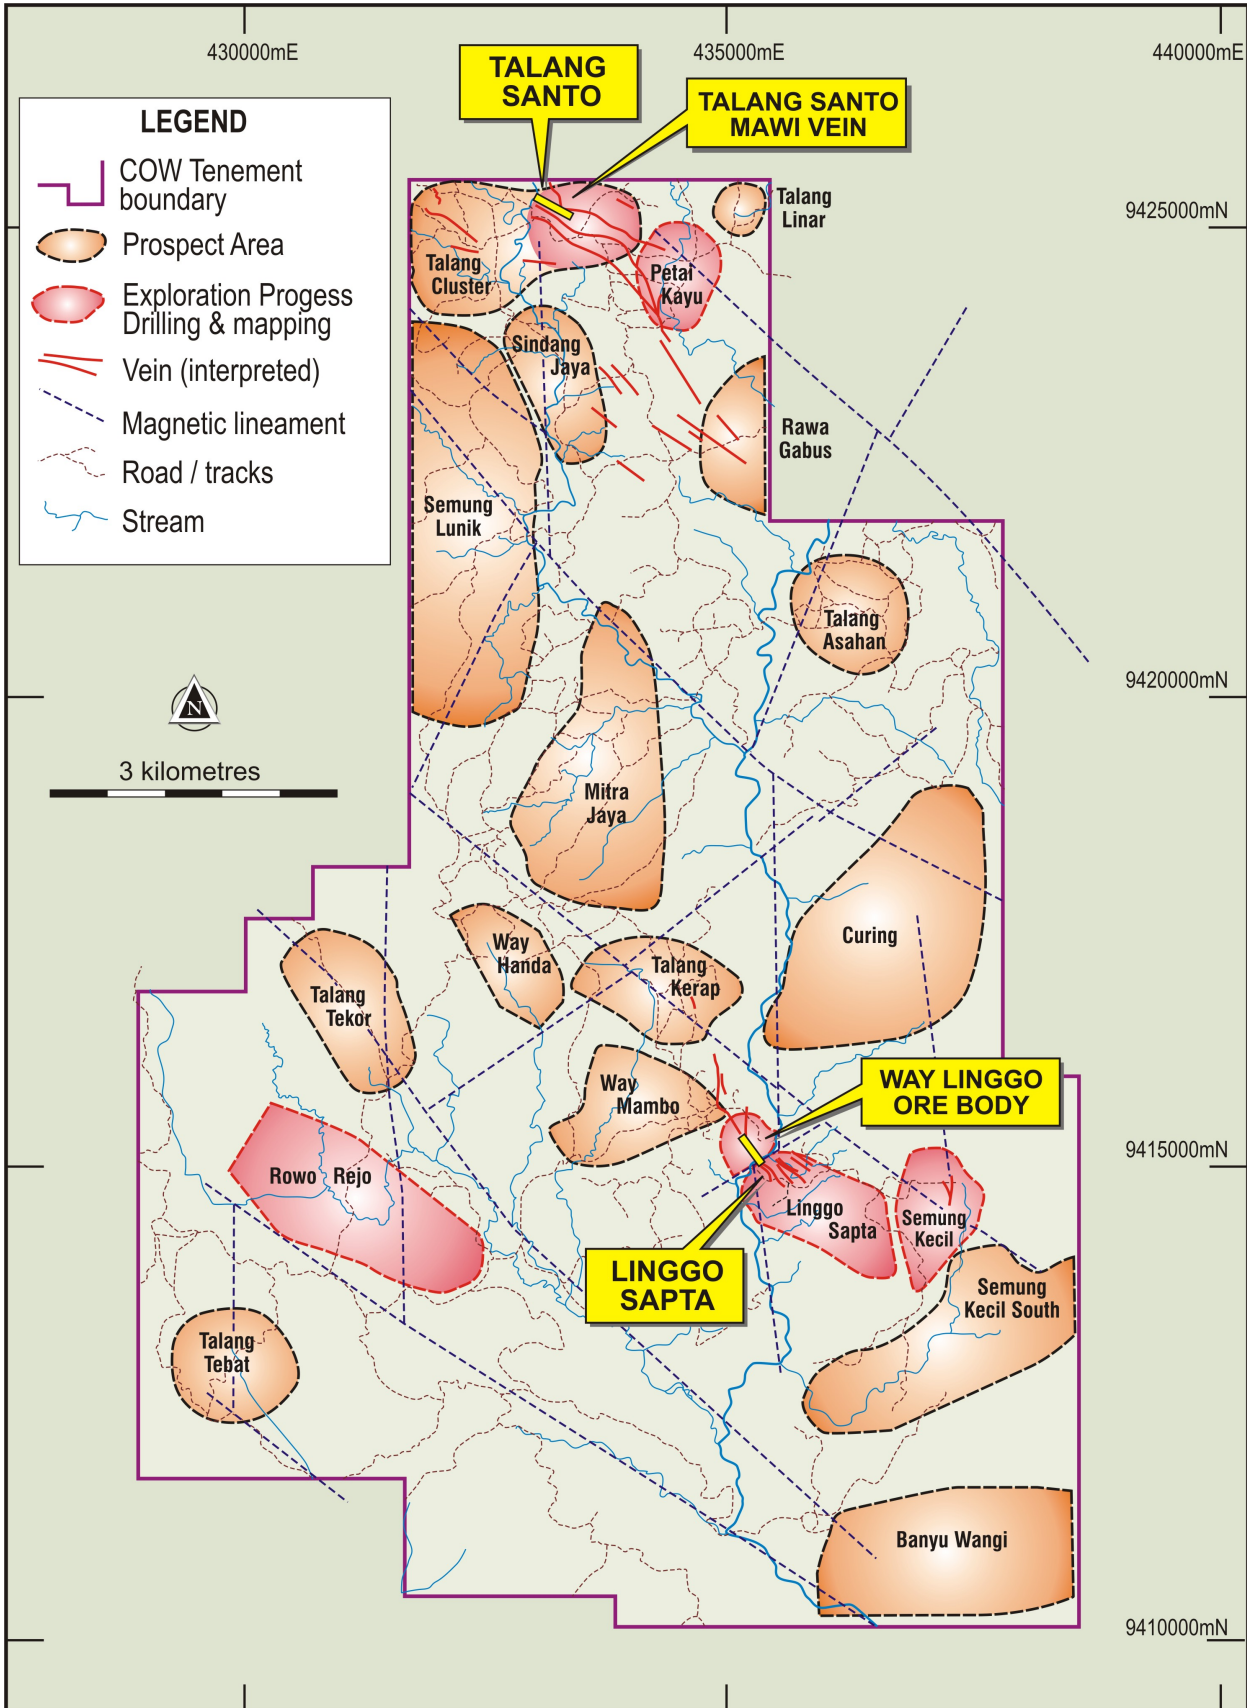 430000mE
435000mE
440000mE
TALANG
SANTO
TALANG SANTO
MAWI VEIN
LEGEND
COW Tenement
boundary
Prospect Area
Exploration Progess
Drilling & mapping
Vein (interpreted)
Magnetic lineament
Road / tracks
Stream
Talang
Linar
9425000mN
Talang
Cluster
Petai
Kayu
Sindang
Jaya
Rawa
Gabus
Semung
Lunik
Talang
Asahan
9420000mN
N
3 kilometres
Mitra
Jaya
Curing
Way
Handa
Talang
Kerap
Talang
Tekor
Way
Mambo
WAY LINGGO
ORE BODY
9415000mN
Rowo Rejo
Linggo
Sapta
Semung
Kecil
LINGGO
SAPTA
Semung
Kecil South
Talang
Tebat
Banyu Wangi
9410000mN